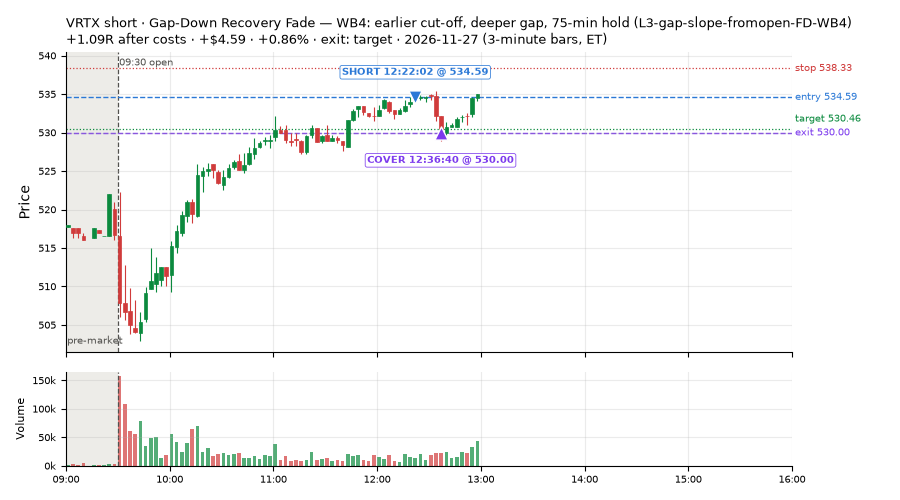 VRTX short · Gap-Down Recovery Fade — WB4: earlier cut-off, deeper gap, 75-min hold (L3-gap-slope-fromopen-FD-WB4)
+1.09R after costs · +$4.59 · +0.86% · exit: target · 2026-11-27 (3-minute bars, ET)
540
09:30 open
stop 538.33
SHORT 12:22:02 @ 534.59
535
entry 534.59
target 530.46
530
exit 530.00
COVER 12:36:40 @ 530.00
525
520
Price
515
510
505
pre-market
150k
100k
Volume
50k
0k
09:00 10:00 11:00 12:00 13:00 14:00 15:00 16:00